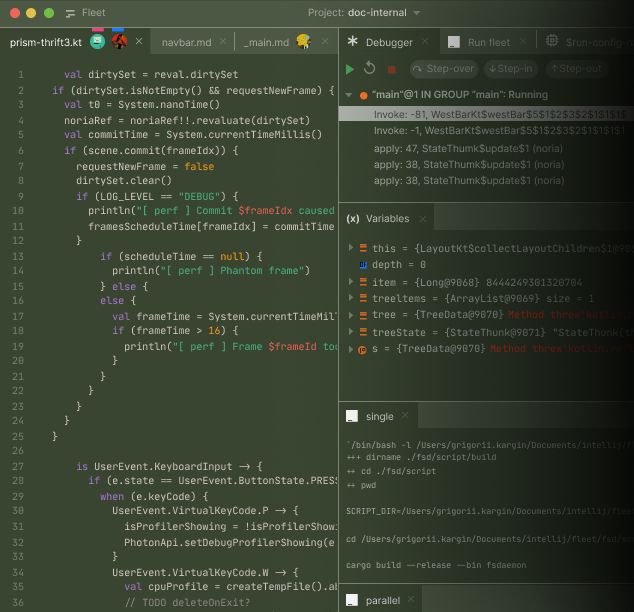 Fleet
Project: doc-internal
prism-thrift3.kt
navbar.md
_main.md
Debugger
Run fleet
$run-config-
Step-over
Step-in
Step-out
"main"@1 IN GROUP "main": Running
Invoke: -81, WestBarKt$westBar$5$1$2$3$2$1$1$1$
Invoke: -1, WestBarKt$westBar$5$1$2$3$2$1$1$1$1
apply: 47, StateThumk$update$1 (noria)
apply: 38, StateThumk$update$1 (noria)
apply: 38, StateThumk$update$1 (noria)
(x) Variables
this = {LayoutKt$collectLayoutChildren$1@90
depth = 0
item = {Long@9068} 8444249301320704
treeltems = {ArrayList@9069} size = 1
tree = {TreeData@9070} Method threw'kotlin.
treeState = {StateThunk@9071} "StateThonk(t
s = {TreeData@9070} Method threw'kotlin.
single
`/bin/bash -l /Users/grigorii.kargin/Documents/intellij/fleet
+++ dirname ./fsd/script/build
++ cd ./fsd/script
++ pwd
SCRIPT_DIR=/Users/grigorii.kargin/Documents/intellij/fleet
cd /Users/grigorii.kargin/Documents/intellij/fleet/fsd/
cargo build --release --bin fsdaemon
parallel
1 val dirtySet = reval.dirtySet
2 if (dirtySet.isNotEmpty() && requestNewFrame) {
3 val t0 = System.nanoTime()
4 noriaRef = noriaRef!!.revaluate(dirtySet)
5 val commitTime = System.currentTimeMillis()
6 if (scene.commit(frameIdx)) {
7 requestNewFrame = false
8 dirtySet.clear()
9 if (LOG_LEVEL == "DEBUG") {
10 println("[ perf ] Commit $frameIdx caused
11 framesScheduleTime[frameIdx] = commitTime
12 }
13 if (scheduleTime == null) {
14 println("[ perf ] Phantom frame")
15 } else {
16 else {
17 val frameTime = System.currentTimeMil
18 if (frameTime > 16) {
19 println("[ perf ] Frame $frameId too
20 }
21 }
22 }
23 }
24 }
25 }
26
27 is UserEvent.KeyboardInput -> {
28 if (e.state == UserEvent.ButtonState.PRESS
29 when (e.keyCode) {
30 UserEvent.VirtualKeyCode.P -> {
31 isProfilerShowing = !isProfilerShowi
32 PhotonApi.setDebugProfilerShowing(e
33 }
34 UserEvent.VirtualKeyCode.W -> {
35 val cpuProfile = createTempFile().ab
36 // TODO deleteOnExit?